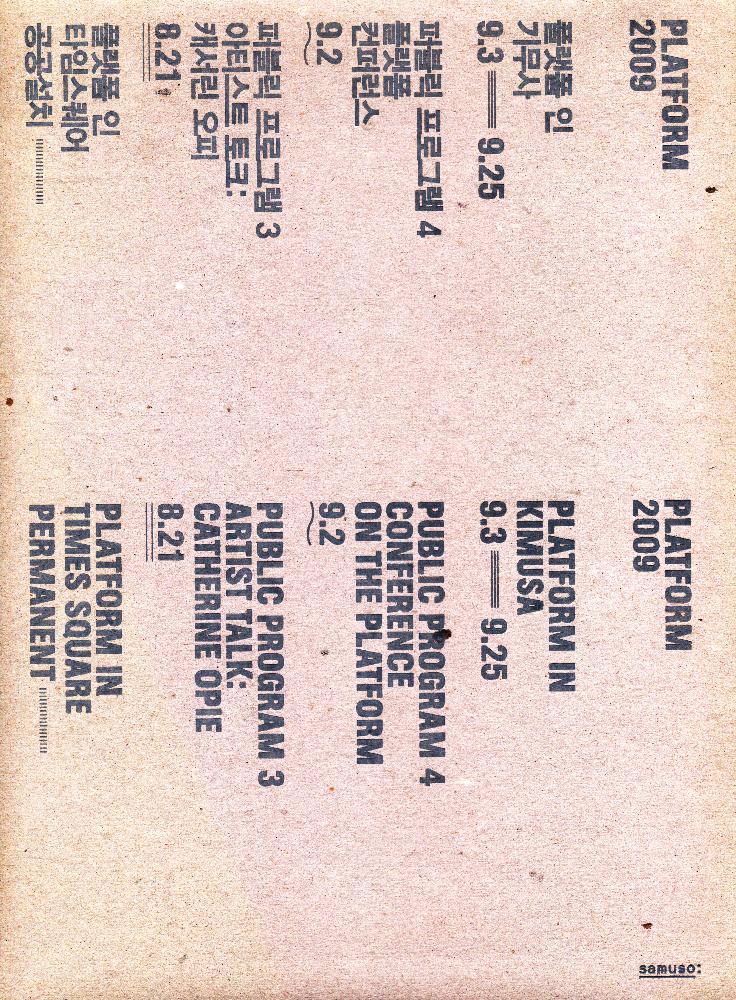 PLATFORM
2009
플랫폼 인
기무사
9.3 — 9.25
퍼블릭 프로그램 4
플랫폼
컨퍼런스
9.2
퍼블릭 프로그램 3
아티스트 토크:
캐서린 오피
8.21
플랫폼 인
타임스퀘어
공공설치
PLATFORM
2009
PLATFORM IN
KIMUSA
9.3 — 9.25
PUBLIC PROGRAM 4
CONFERENCE
ON THE PLATFORM
9.2
PUBLIC PROGRAM 3
ARTIST TALK:
CATHERINE OPIE
8.21
PLATFORM IN
TIMES SQUARE
PERMANENT
samuso: